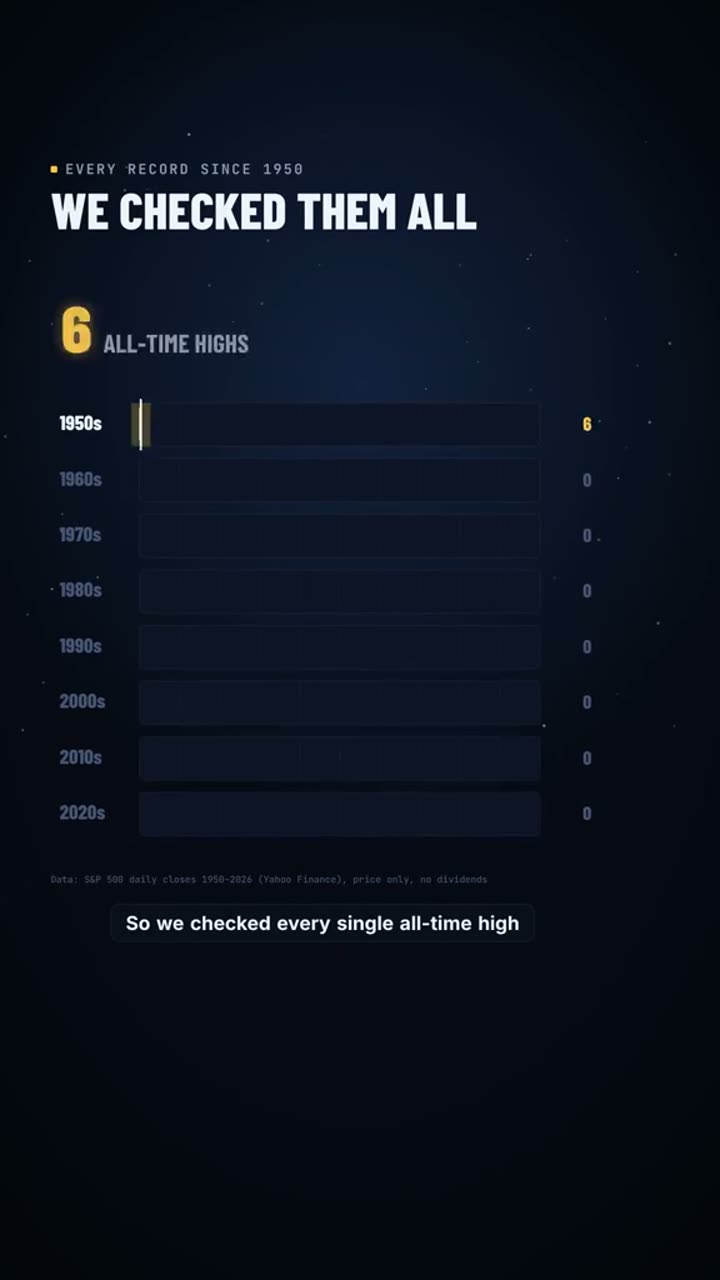 EVERY RECORD SINCE 1950
WE CHECKED THEM ALL
6 ALL-TIME HIGHS
1950s 6
1960s 0
1970s 0
1980s 0
1990s 0
2000s 0
2010s 0
2020s 0
Data: S&P 500 daily closes 1950–2026 (Yahoo Finance), price only, no dividends
So we checked every single all-time high